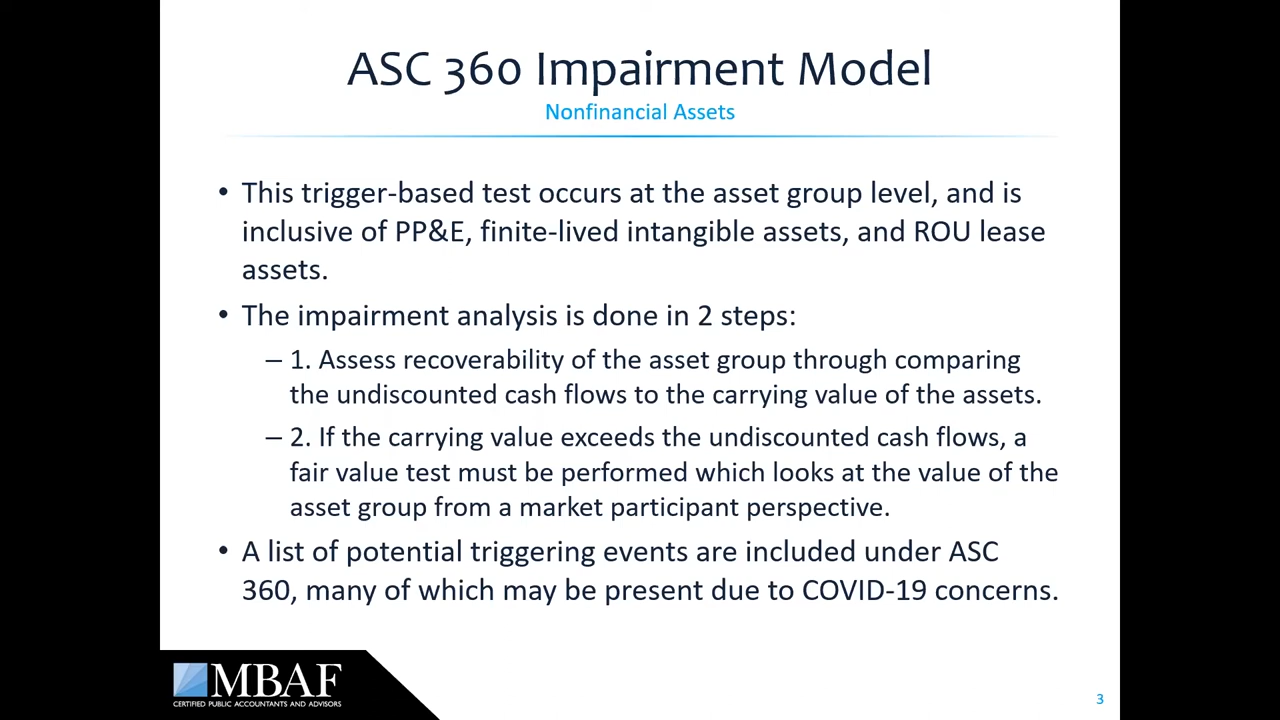 ASC 360 Impairment Model
Nonfinancial Assets
• This trigger-based test occurs at the asset group level, and is
inclusive of PP&E, finite-lived intangible assets, and ROU lease
assets.
• The impairment analysis is done in 2 steps:
– 1. Assess recoverability of the asset group through comparing
the undiscounted cash flows to the carrying value of the assets.
– 2. If the carrying value exceeds the undiscounted cash flows, a
fair value test must be performed which looks at the value of the
asset group from a market participant perspective.
• A list of potential triggering events are included under ASC
360, many of which may be present due to COVID-19 concerns.
MBAF
CERTIFIED PUBLIC ACCOUNTANTS AND ADVISORS
3